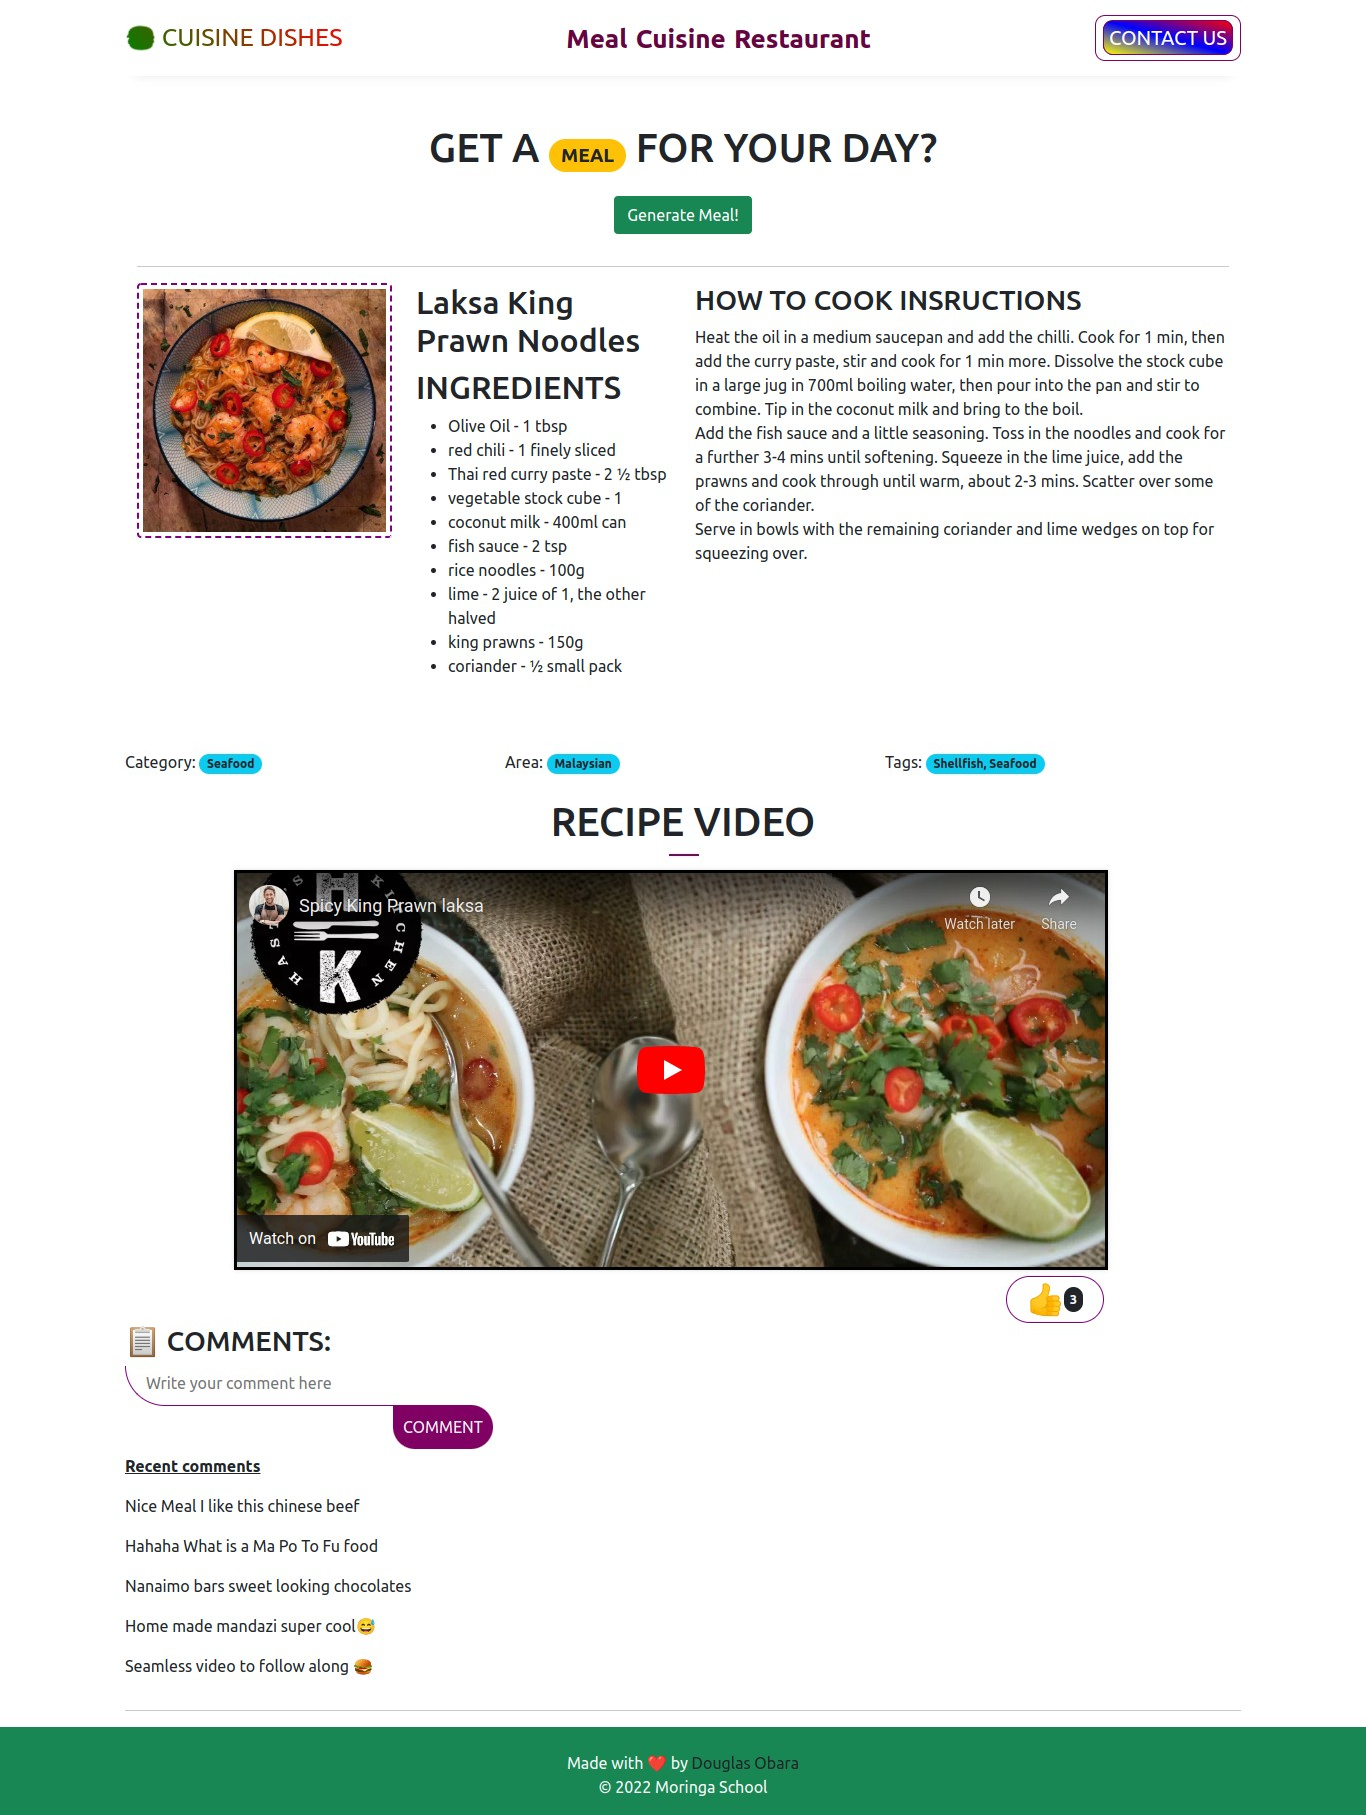 CUISINE DISHES
Meal Cuisine Restaurant
CONTACT US
GET A MEAL FOR YOUR DAY?
Generate Meal!
Laksa King
Prawn Noodles
INGREDIENTS
• Olive Oil - 1 tbsp
• red chili - 1 finely sliced
• Thai red curry paste - 2 ½ tbsp
• vegetable stock cube - 1
• coconut milk - 400ml can
• fish sauce - 2 tsp
• rice noodles - 100g
• lime - 2 juice of 1, the other
halved
• king prawns - 150g
• coriander - ½ small pack
HOW TO COOK INSRUCTIONS
Heat the oil in a medium saucepan and add the chilli. Cook for 1 min, then
add the curry paste, stir and cook for 1 min more. Dissolve the stock cube
in a large jug in 700ml boiling water, then pour into the pan and stir to
combine. Tip in the coconut milk and bring to the boil.
Add the fish sauce and a little seasoning. Toss in the noodles and cook for
a further 3-4 mins until softening. Squeeze in the lime juice, add the
prawns and cook through until warm, about 2-3 mins. Scatter over some
of the coriander.
Serve in bowls with the remaining coriander and lime wedges on top for
squeezing over.
Category: Seafood
Area: Malaysian
Tags: Shellfish, Seafood
RECIPE VIDEO
Spicy King Prawn laksa
Watch later
Share
H
K
Watch on YouTube
👍 3
📋 COMMENTS:
Write your comment here
COMMENT
Recent comments
Nice Meal I like this chinese beef
Hahaha What is a Ma Po To Fu food
Nanaimo bars sweet looking chocolates
Home made mandazi super cool😅
Seamless video to follow along 🍔
Made with ❤️ by Douglas Obara
© 2022 Moringa School